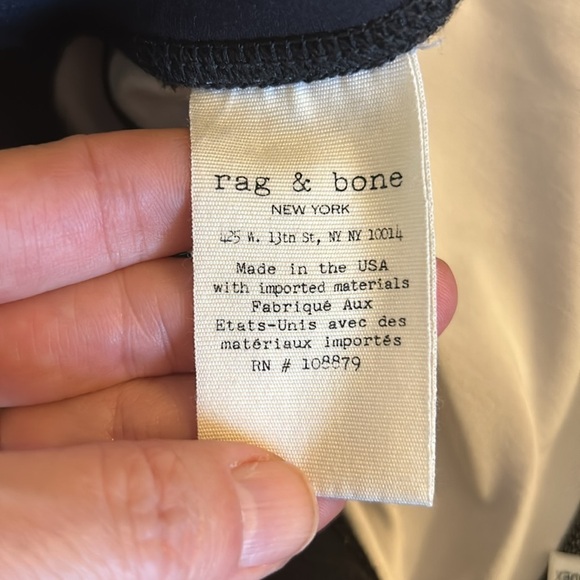 rag & bone
NEW YORK
425 W. 13th St, NY NY 10014
Made in the USA
with imported materials
Fabriqué Aux
Etats-Unis avec des
matériaux importés
RN # 108879